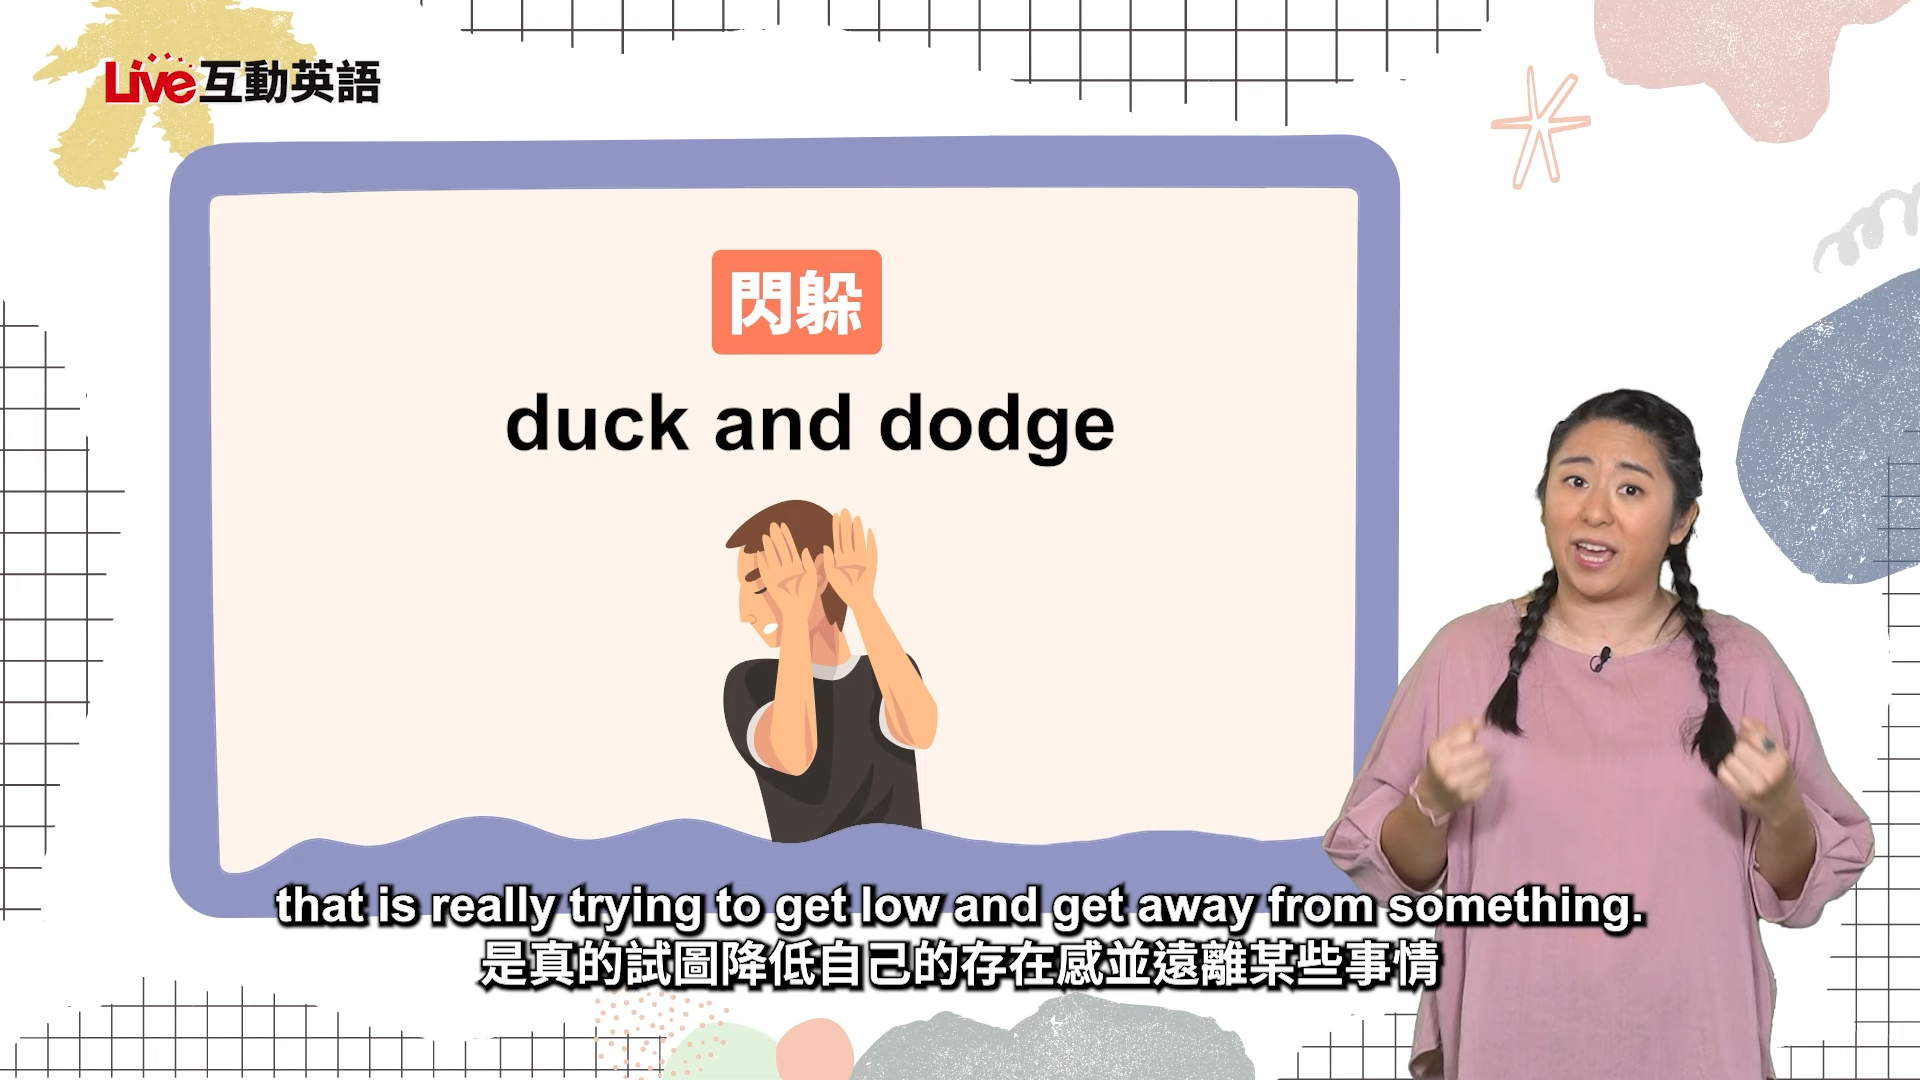 Live互動英語
閃躲
duck and dodge
that is really trying to get low and get away from something.
是真的試圖降低自己的存在感並遠離某些事情